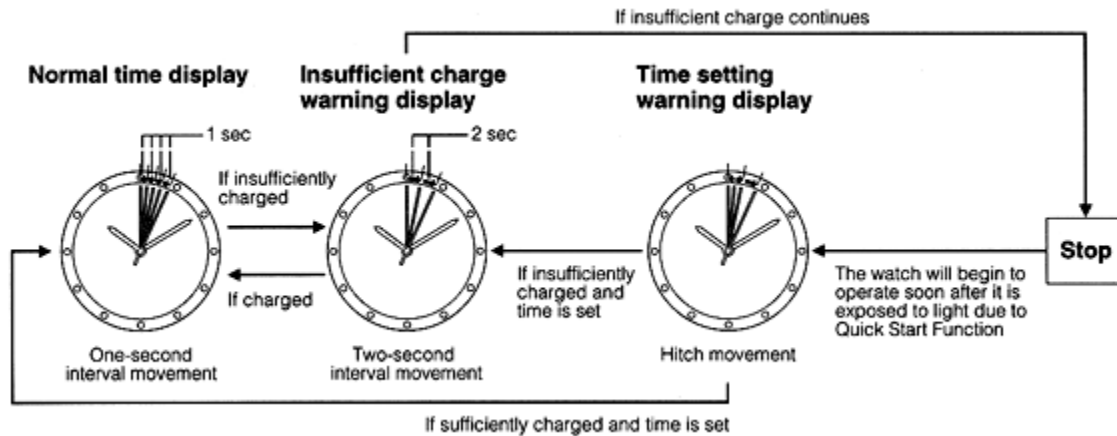 If insufficient charge continues
Normal time display
Insufficient charge
warning display
Time setting
warning display
1 sec
2 sec
If insufficiently
charged
If charged
If insufficiently
charged and
time is set
Stop
The watch will begin to
operate soon after it is
exposed to light due to
Quick Start Function
One-second
interval movement
Two-second
interval movement
Hitch movement
If sufficiently charged and time is set